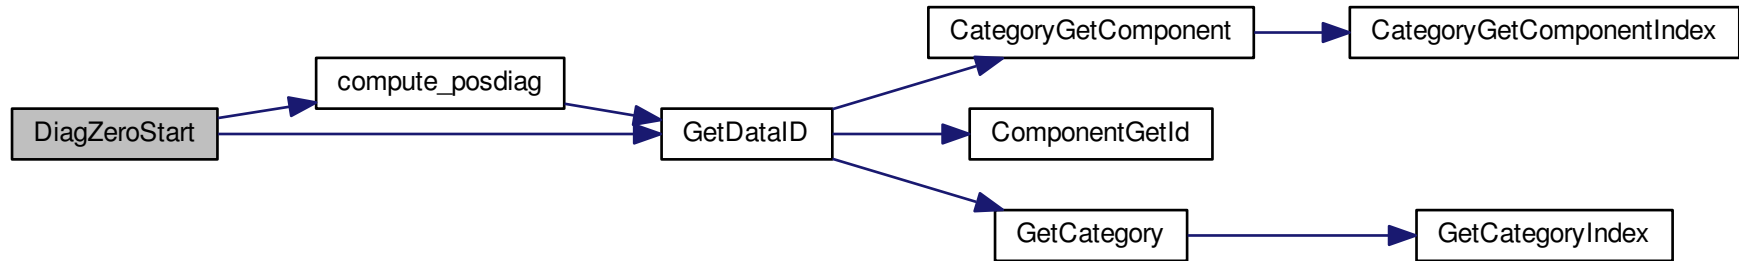 DiagZeroStart
compute_posdiag
GetDataID
CategoryGetComponent
CategoryGetComponentIndex
ComponentGetId
GetCategory
GetCategoryIndex